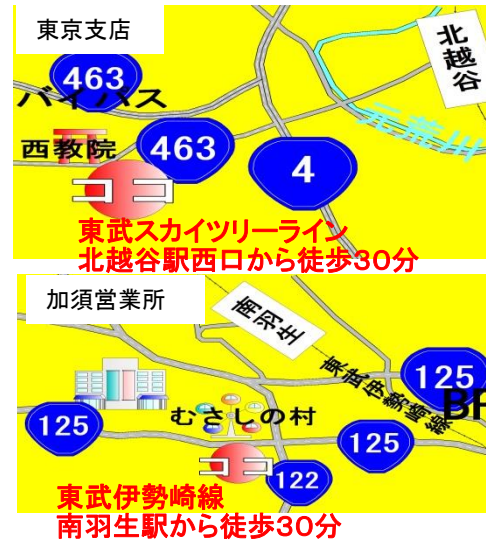 東京支店
北越谷
463
バイパス
元荒川
西教院
463
4
ココ
東武スカイツリーライン
北越谷駅西口から徒歩30分
加須営業所
南羽生
東武伊勢崎線
125
BP
むさしの村
125
125
ココ
122
東武伊勢崎線
南羽生駅から徒歩30分